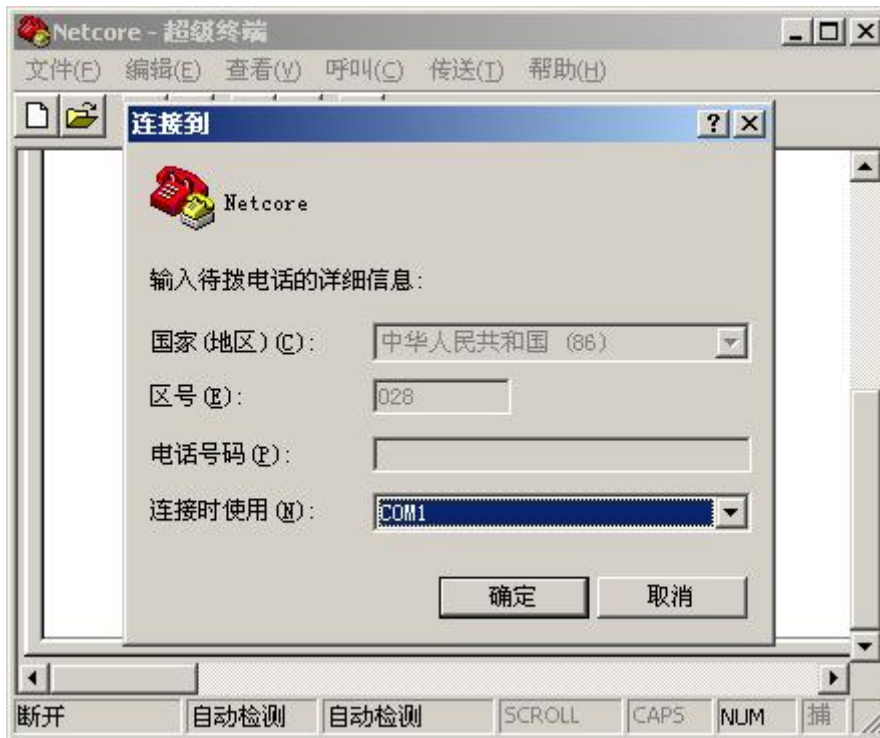 Netcore - 超级终端
文件(F) 编辑(E) 查看(V) 呼叫(C) 传送(T) 帮助(H)
连接到
Netcore
输入待拨电话的详细信息:
国家(地区)(C): 中华人民共和国 (86)
区号(E): 028
电话号码(P):
连接时使用(N): COM1
确定 取消
断开 自动检测 自动检测 SCROLL CAPS NUM 捕